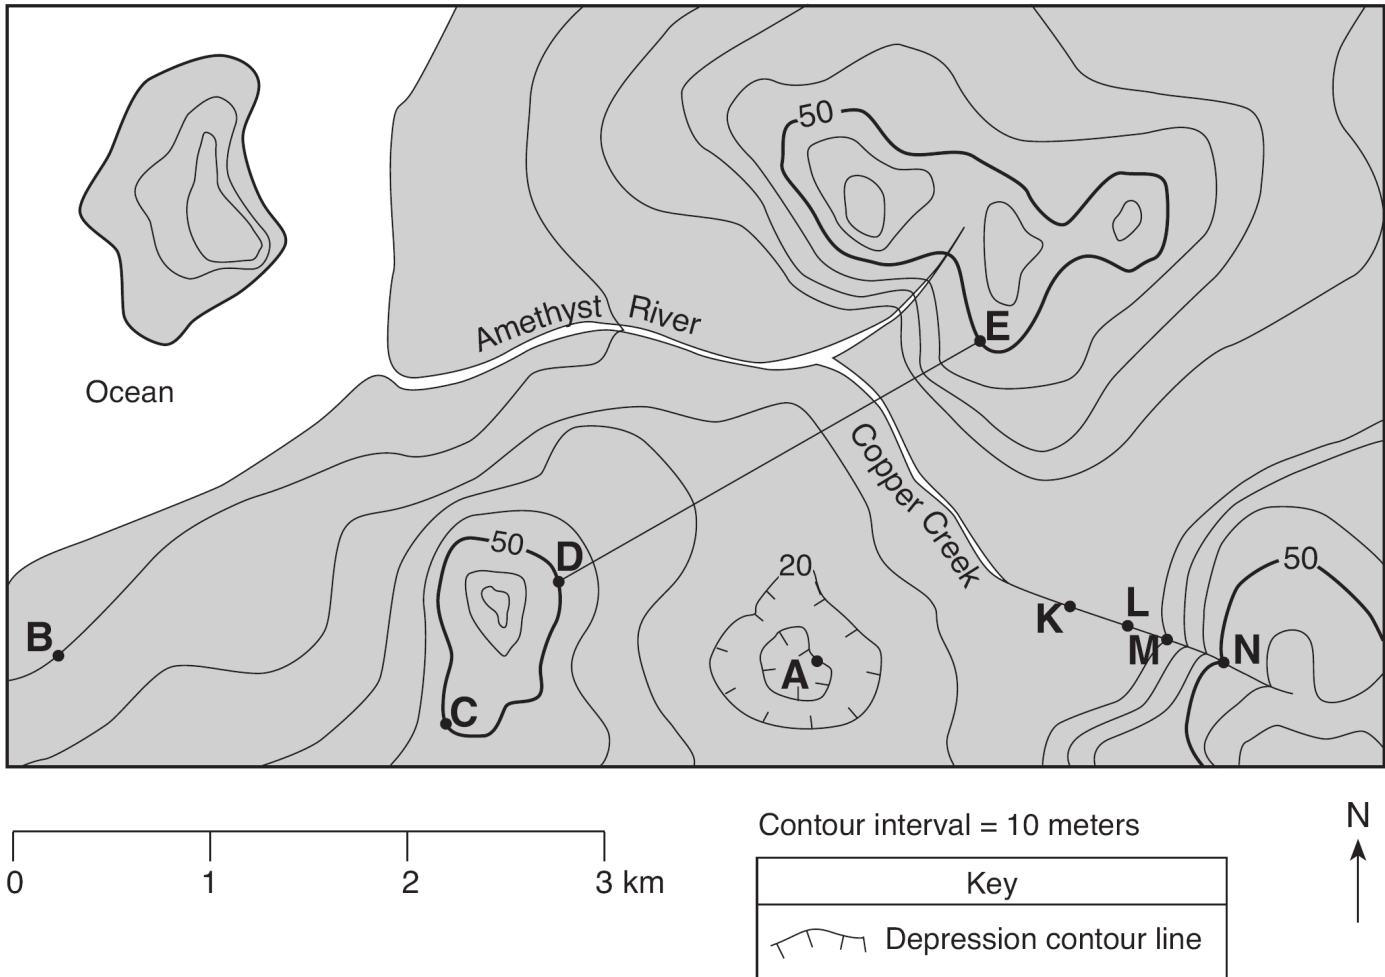 50
Amethyst River
E
Ocean
Copper Creek
50
D
20
50
B
K
L
M
N
A
C
0 1 2 3 km
Contour interval = 10 meters
N
Key
Depression contour line